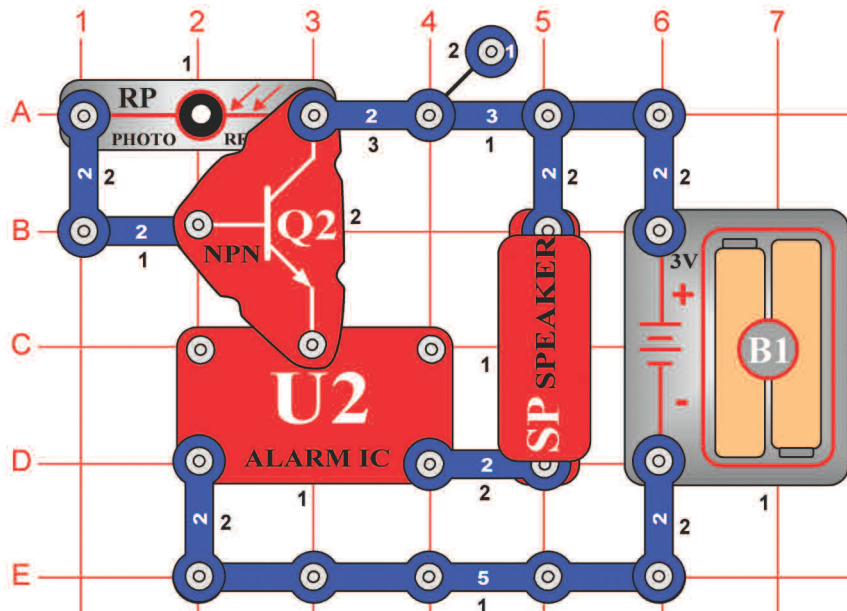 1 2 3 4 5 6 7
2 1
1
RP
A
2 3
PHOTO
3 1
2 2 2 2 2 2
B
2
Q2
2
NPN
1
3V
+
SPEAKER
C
1
B1
U2
SP
-
D
ALARM IC
2
1 2 1
2 2 2 2
E
5
1